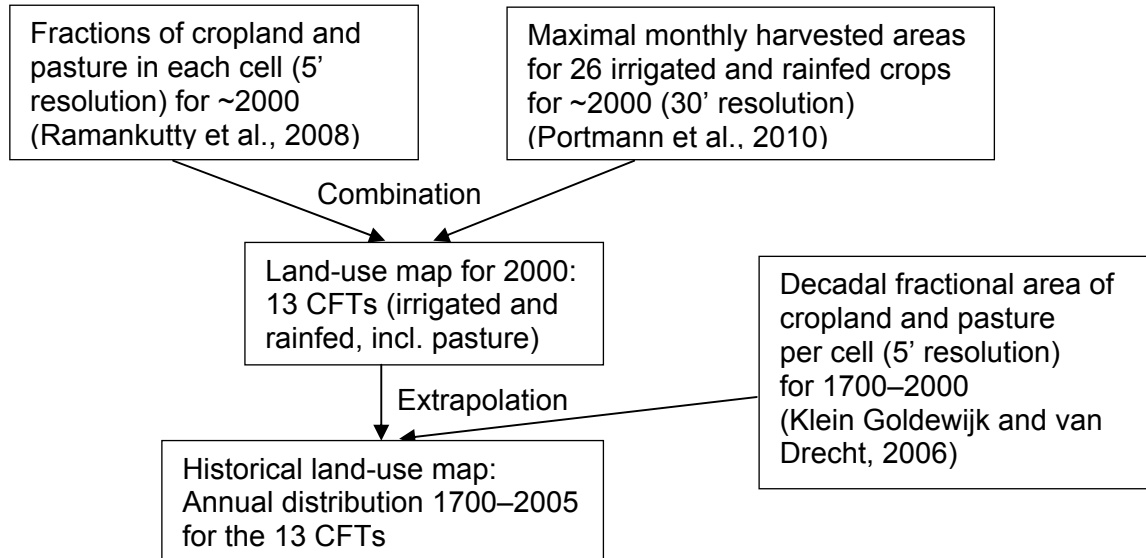 Fractions of cropland and
pasture in each cell (5’
resolution) for ~2000
(Ramankutty et al., 2008)
Maximal monthly harvested areas
for 26 irrigated and rainfed crops
for ~2000 (30’ resolution)
(Portmann et al., 2010)
Combination
Land-use map for 2000:
13 CFTs (irrigated and
rainfed, incl. pasture)
Decadal fractional area of
cropland and pasture
per cell (5’ resolution)
for 1700–2000
(Klein Goldewijk and van
Drecht, 2006)
Extrapolation
Historical land-use map:
Annual distribution 1700–2005
for the 13 CFTs